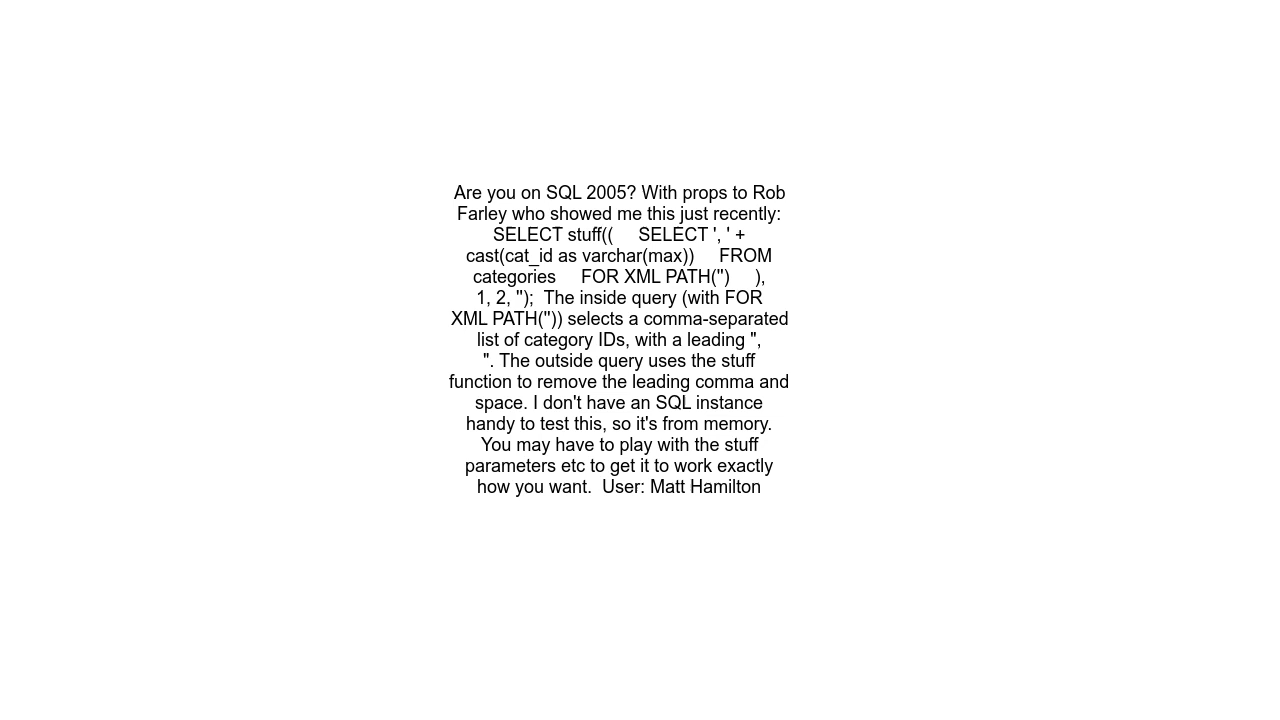 Are you on SQL 2005? With props to Rob
Farley who showed me this just recently:
SELECT stuff((     SELECT ', ' +
cast(cat_id as varchar(max))     FROM
categories     FOR XML PATH('')     ),
1, 2, '');  The inside query (with FOR
XML PATH('')) selects a comma-separated
list of category IDs, with a leading ",
". The outside query uses the stuff
function to remove the leading comma and
space. I don't have an SQL instance
handy to test this, so it's from memory.
You may have to play with the stuff
parameters etc to get it to work exactly
how you want.  User: Matt Hamilton